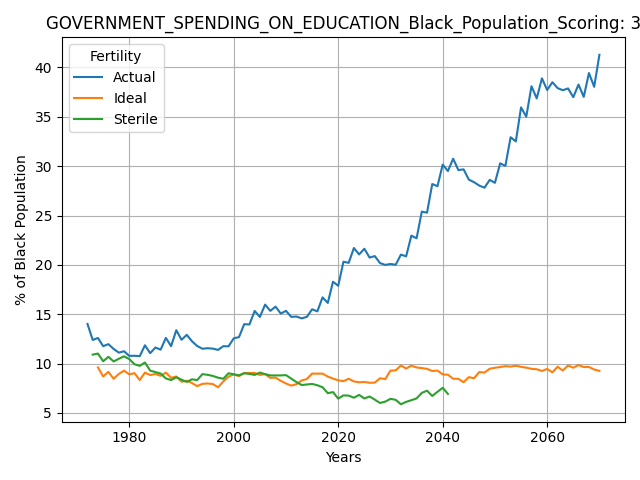 GOVERNMENT_SPENDING_ON_EDUCATION_Black_Population_Scoring: 3
Fertility
Actual
Ideal
Sterile
% of Black Population
40
35
30
25
20
15
10
5
1980 2000 2020 2040 2060
Years